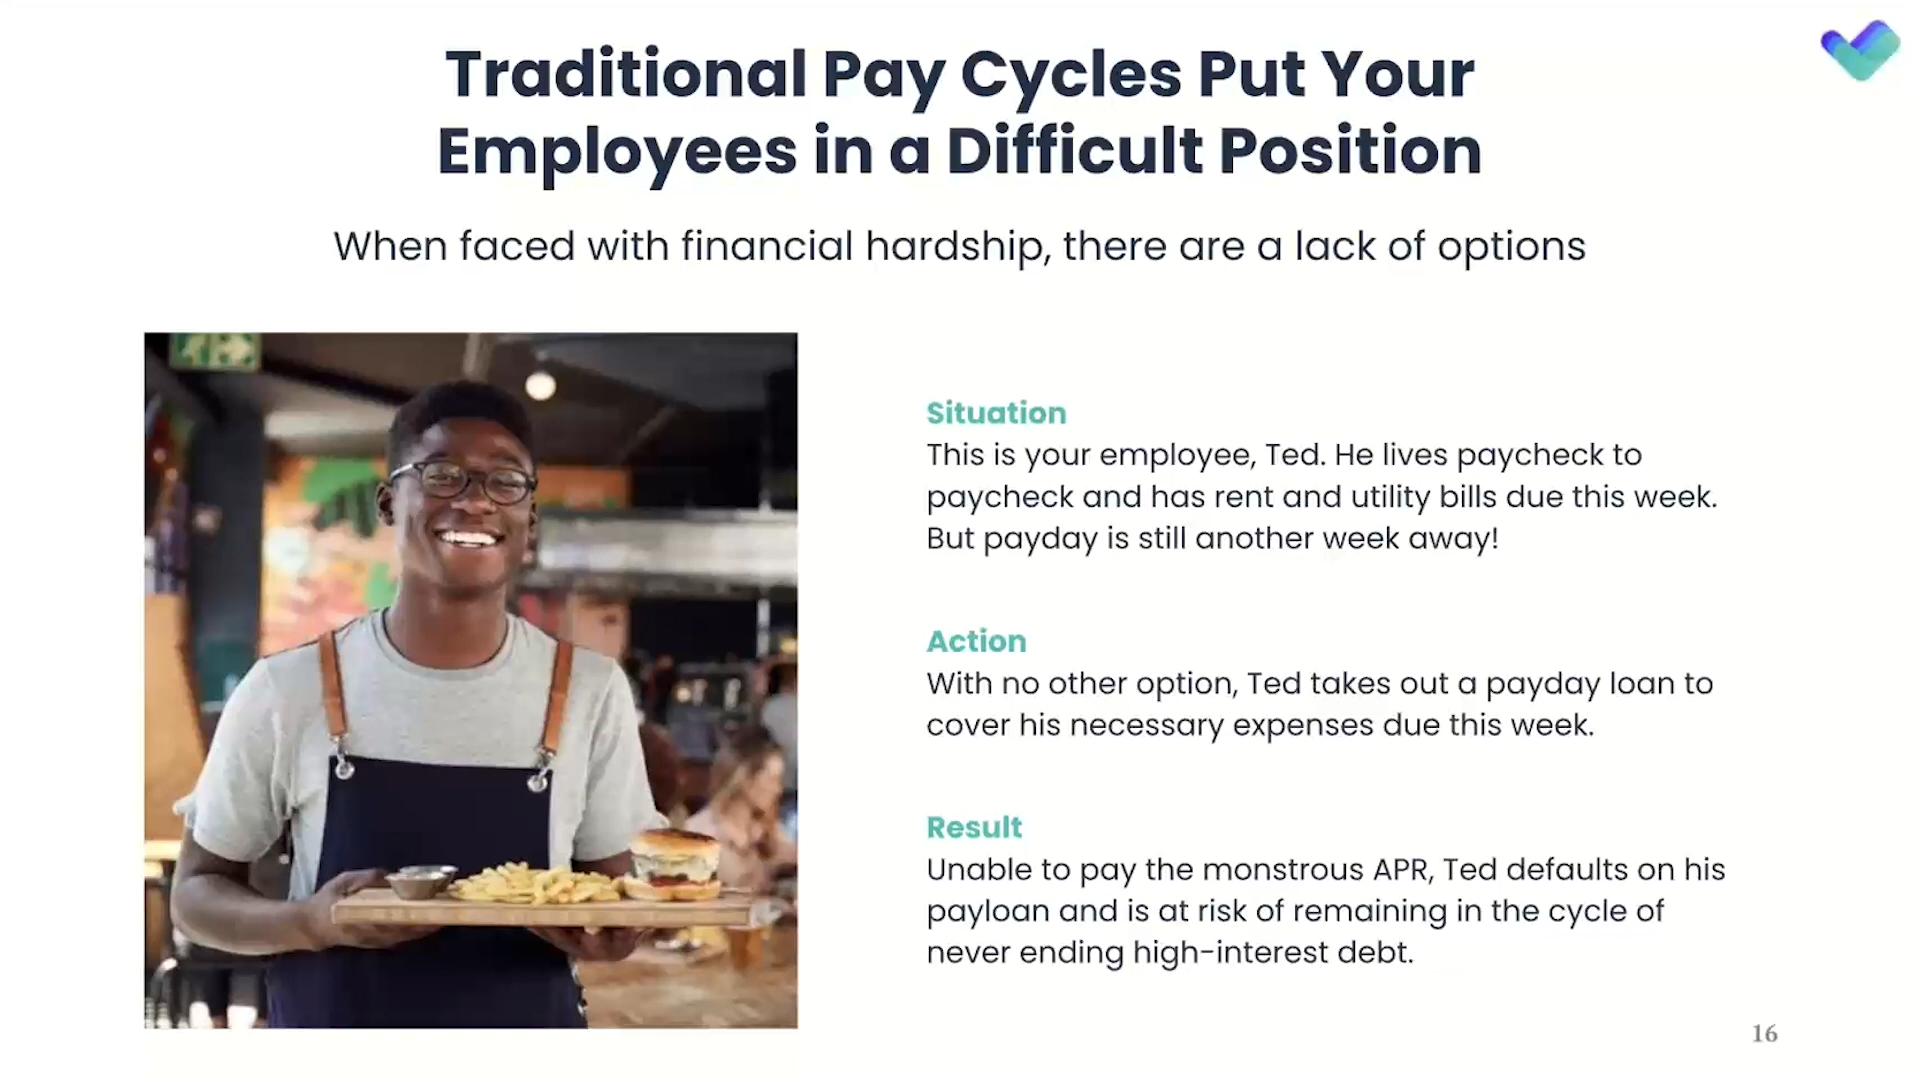 Traditional Pay Cycles Put Your
Employees in a Difficult Position
When faced with financial hardship, there are a lack of options
Situation
This is your employee, Ted. He lives paycheck to
paycheck and has rent and utility bills due this week.
But payday is still another week away!
Action
With no other option, Ted takes out a payday loan to
cover his necessary expenses due this week.
Result
Unable to pay the monstrous APR, Ted defaults on his
payloan and is at risk of remaining in the cycle of
never ending high-interest debt.
16